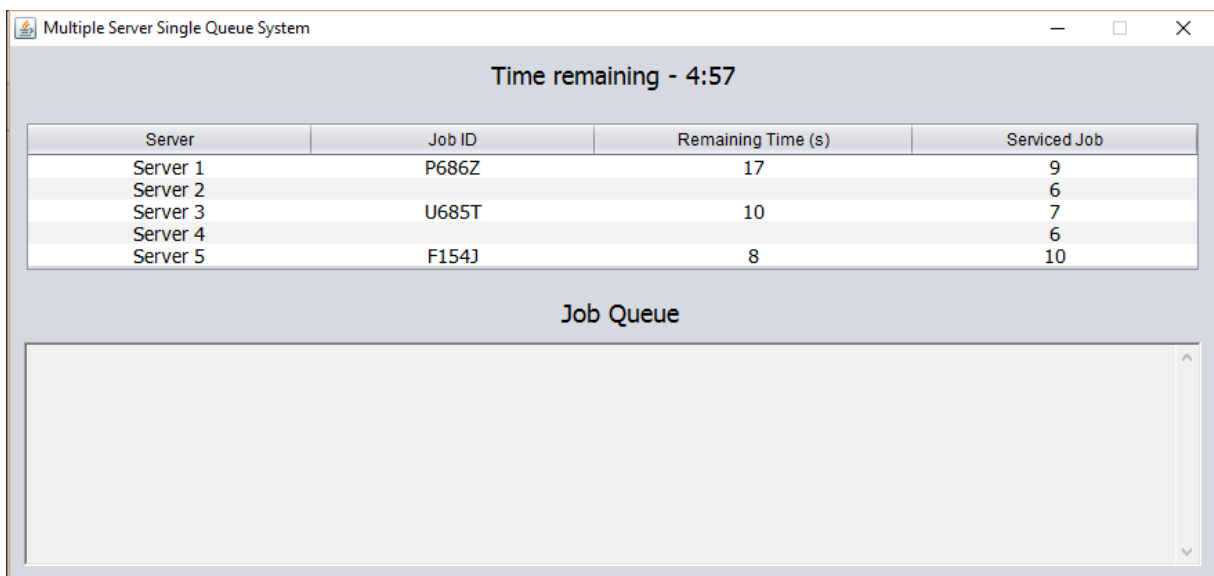 Multiple Server Single Queue System
Time remaining - 4:57
Server Job ID Remaining Time (s) Serviced Job
Server 1 P686Z 17 9
Server 2 6
Server 3 U685T 10 7
Server 4 6
Server 5 F154J 8 10
Job Queue